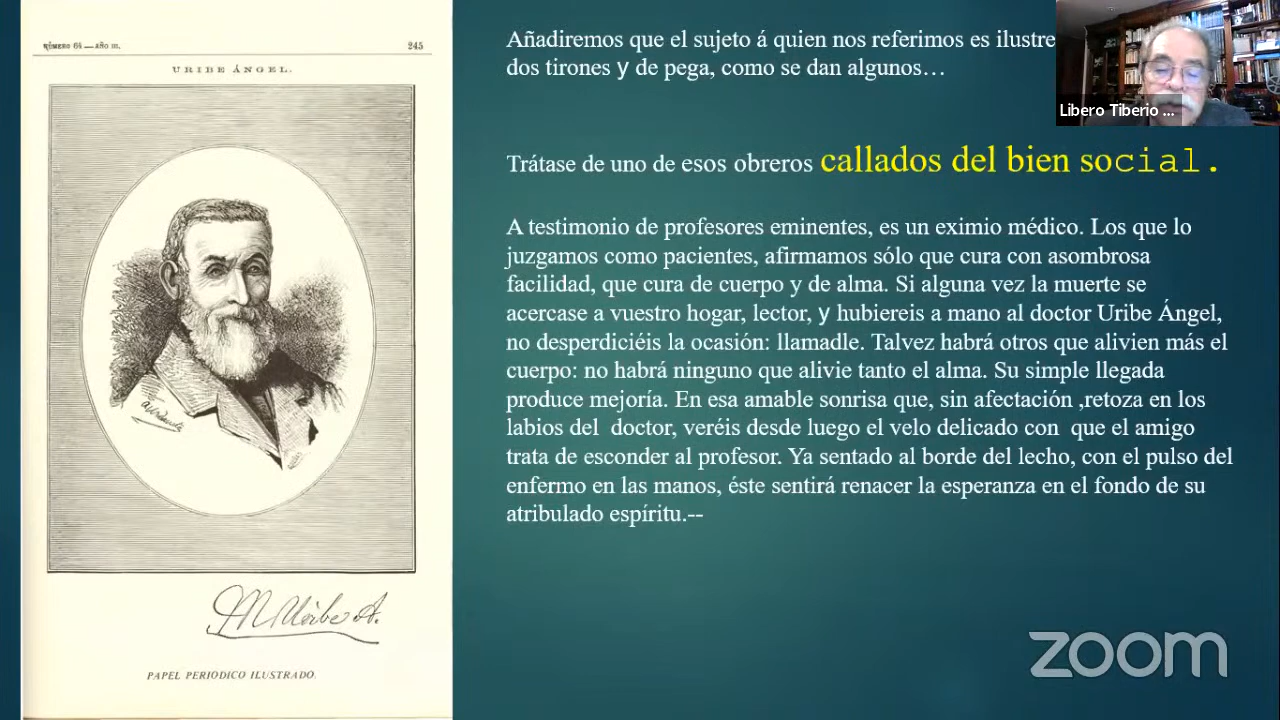 NÚMERO 64—AÑO III.
245
URIBE ÁNGEL.
M Uribe A.
PAPEL PERIODICO ILUSTRADO.
Añadiremos que el sujeto á quien nos referimos es ilustre
dos tirones y de pega, como se dan algunos…
Trátase de uno de esos obreros callados del bien social.
A testimonio de profesores eminentes, es un eximio médico. Los que lo
juzgamos como pacientes, afirmamos sólo que cura con asombrosa
facilidad, que cura de cuerpo y de alma. Si alguna vez la muerte se
acercase a vuestro hogar, lector, y hubiereis a mano al doctor Uribe Ángel,
no desperdiciéis la ocasión: llamadle. Talvez habrá otros que alivien más el
cuerpo: no habrá ninguno que alivie tanto el alma. Su simple llegada
produce mejoría. En esa amable sonrisa que, sin afectación ,retoza en los
labios del  doctor, veréis desde luego el velo delicado con  que el amigo
trata de esconder al profesor. Ya sentado al borde del lecho, con el pulso del
enfermo en las manos, éste sentirá renacer la esperanza en el fondo de su
atribulado espíritu.--
Libero Tiberio ...
zoom